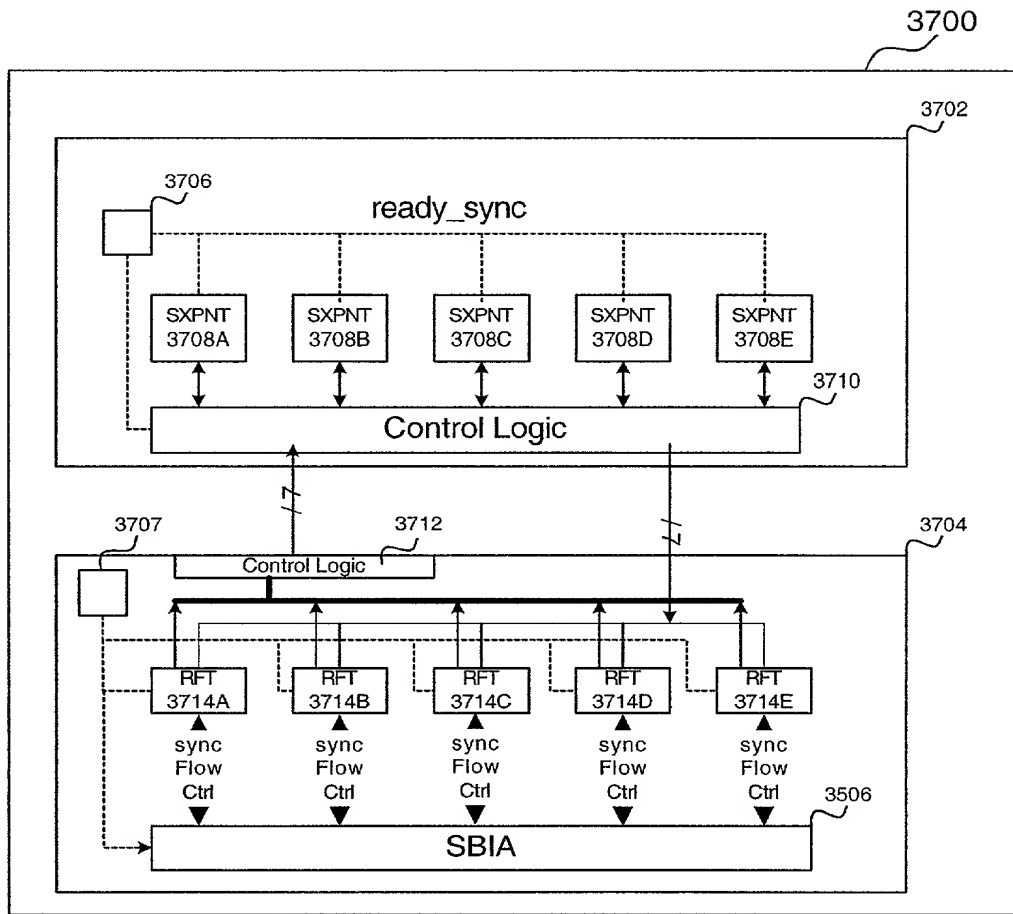 3700
3702
3706
ready_sync
SXPNT
3708A
SXPNT
3708B
SXPNT
3708C
SXPNT
3708D
SXPNT
3708E
3710
Control Logic
17
17
3707
3712
3704
Control Logic
RFT
3714A
RFT
3714B
RFT
3714C
RFT
3714D
RFT
3714E
sync
Flow
Ctrl
sync
Flow
Ctrl
sync
Flow
Ctrl
sync
Flow
Ctrl
sync
Flow
Ctrl
3506
SBIA